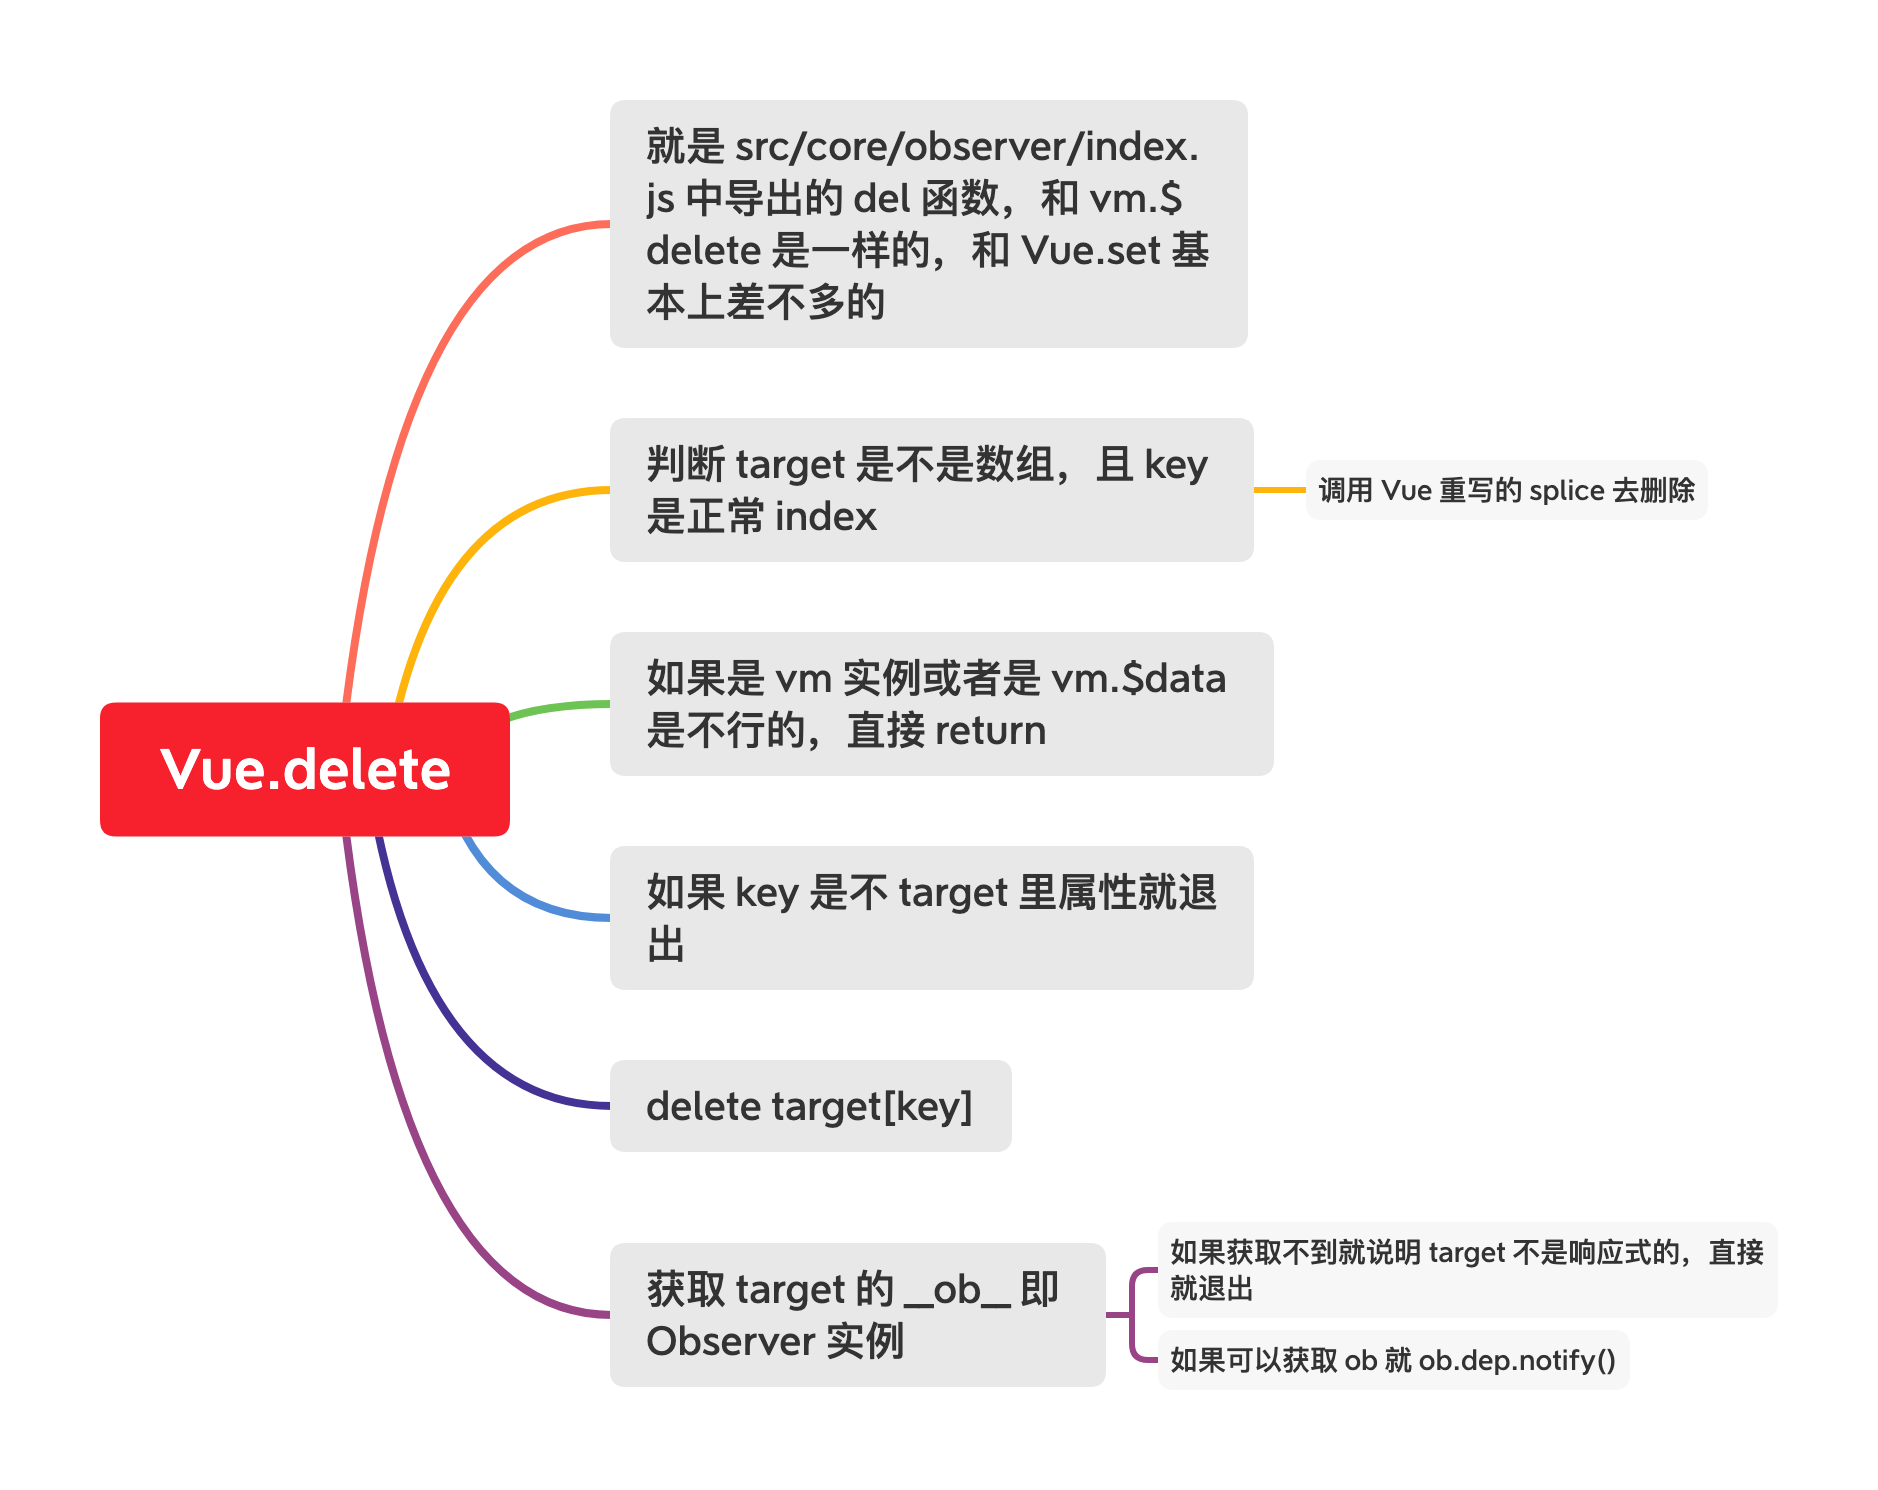 就是 src/core/observer/index.
js 中导出的 del 函数，和 vm.$
delete 是一样的，和 Vue.set 基
本上差不多的
判断 target 是不是数组，且 key
是正常 index
调用 Vue 重写的 splice 去删除
如果是 vm 实例或者是 vm.$data
是不行的，直接 return
Vue.delete
如果 key 是不 target 里属性就退
出
delete target[key]
获取 target 的 __ob__ 即
Observer 实例
如果获取不到就说明 target 不是响应式的，直接
就退出
如果可以获取 ob 就 ob.dep.notify()